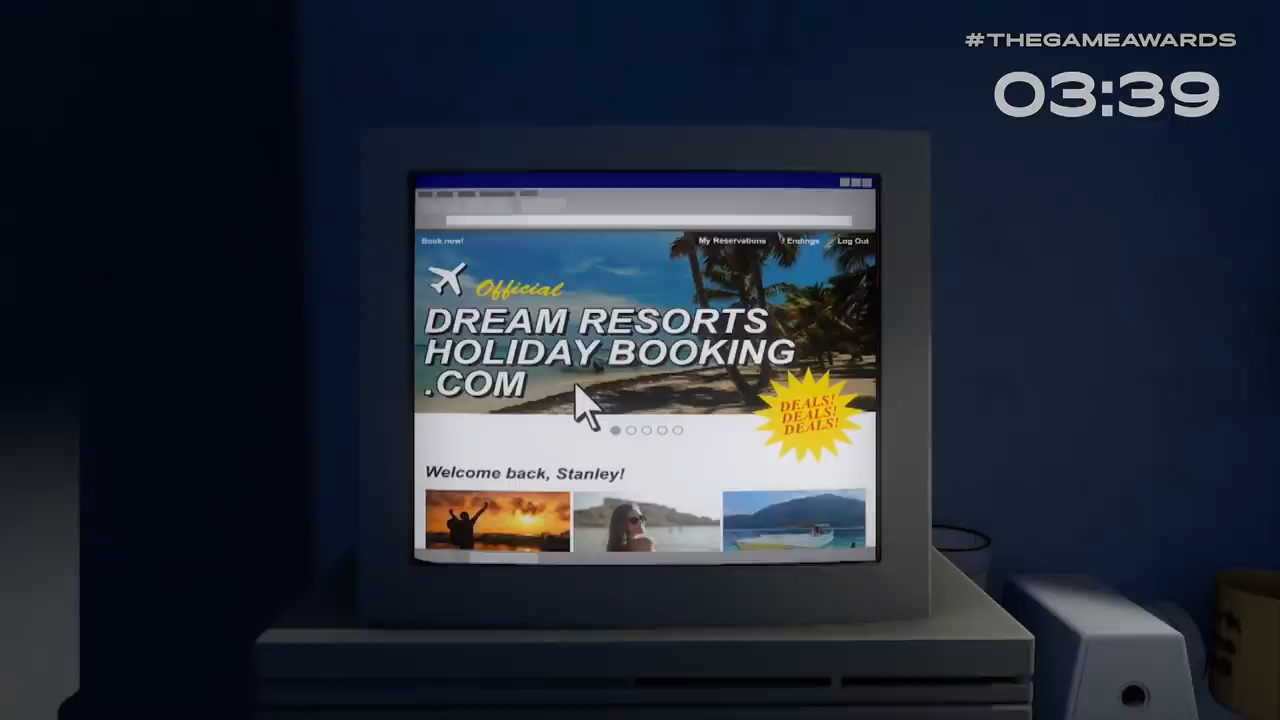 #THEGAMEAWARDS
03:39
Book now!
My Reservations
Endings
Log Out
Official
DREAM RESORTS
HOLIDAY BOOKING
.COM
DEALS!
DEALS!
DEALS!
Welcome back, Stanley!